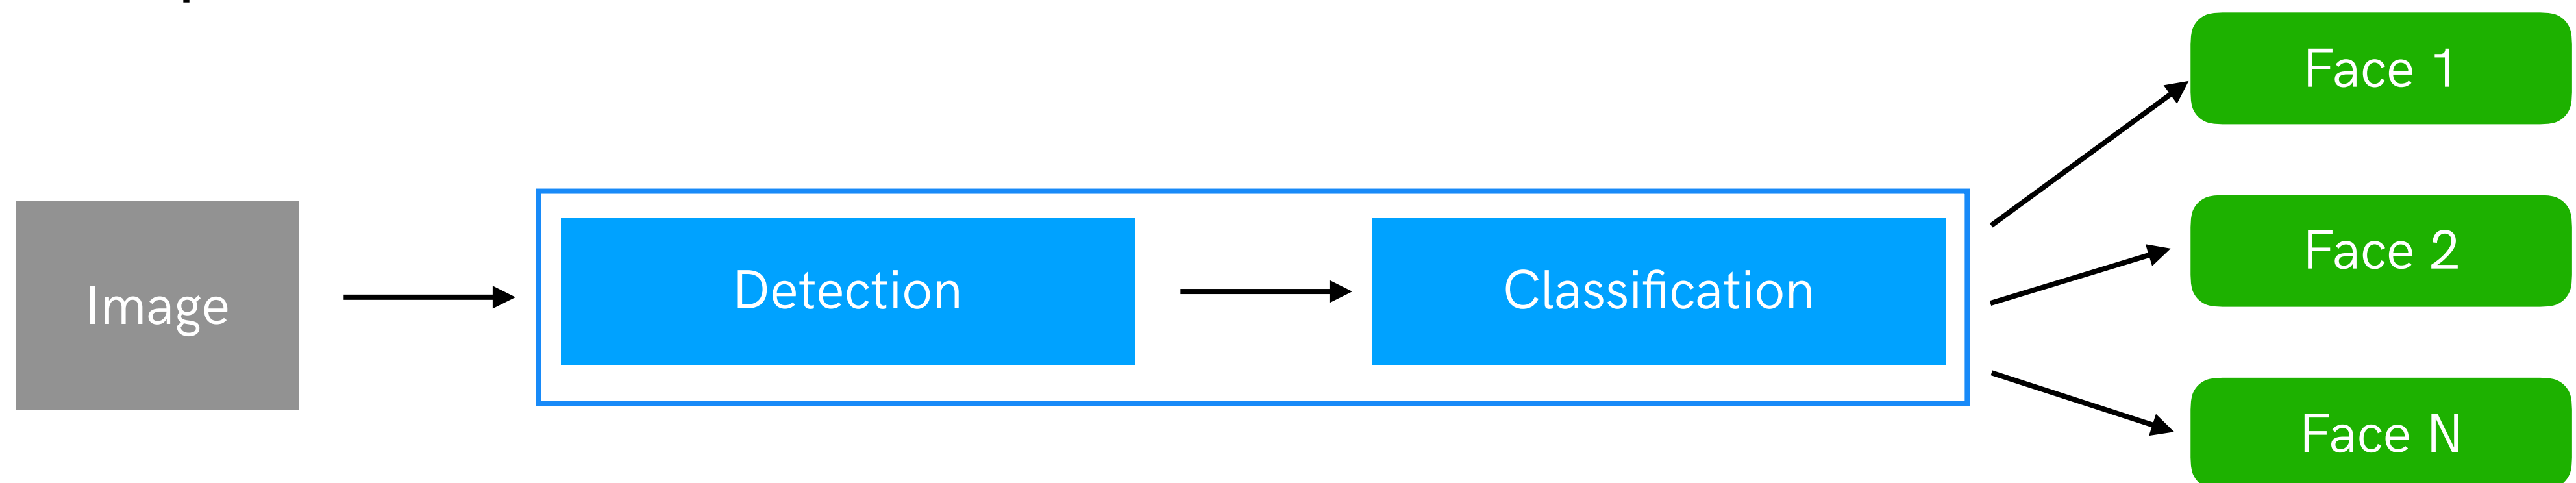 Image
Detection
Classification
Face 1
Face 2
Face N